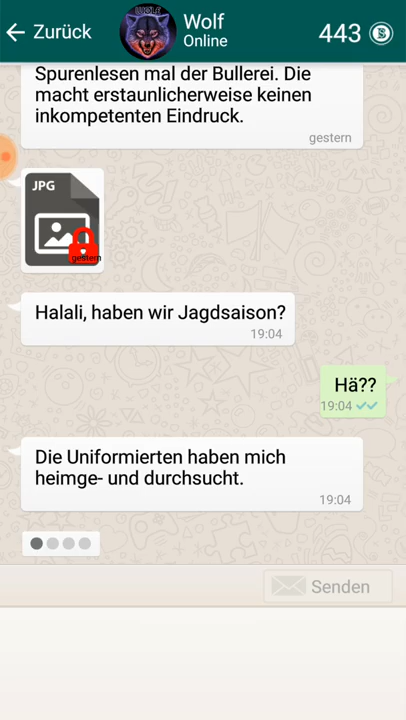 Zurück
WOLF
Wolf
Online
443
Spurenlesen mal der Bullerei. Die
macht erstaunlicherweise keinen
inkompetenten Eindruck.
gestern
JPG
gestern
Halali, haben wir Jagdsaison?
19:04
Hä??
19:04
Die Uniformierten haben mich
heimge- und durchsucht.
19:04
Senden